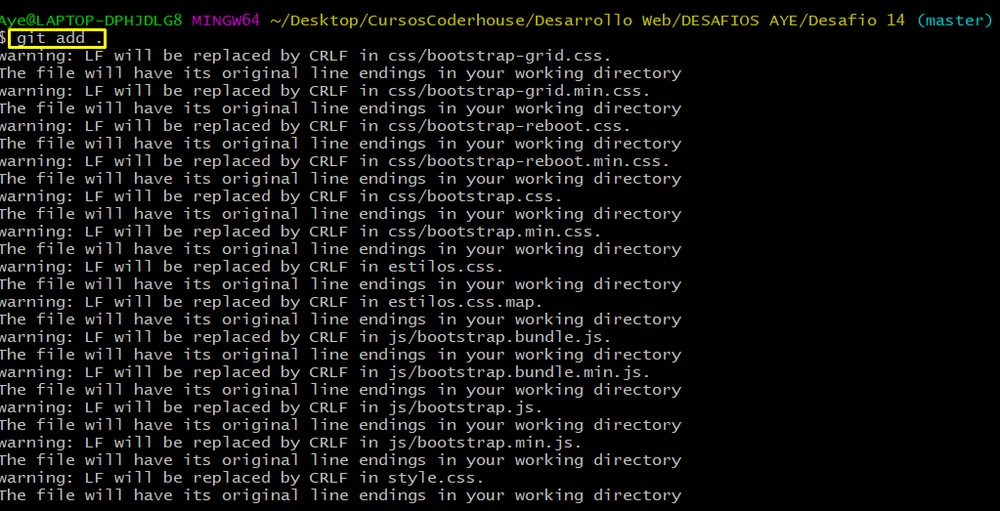 Aye@LAPTOP-DPHJDLG8 MINGW64 ~/Desktop/CursosCoderhouse/Desarrollo Web/DESAFIOS AYE/Desafio 14 (master)
$ git add .
warning: LF will be replaced by CRLF in css/bootstrap-grid.css.
The file will have its original line endings in your working directory
warning: LF will be replaced by CRLF in css/bootstrap-grid.min.css.
The file will have its original line endings in your working directory
warning: LF will be replaced by CRLF in css/bootstrap-reboot.css.
The file will have its original line endings in your working directory
warning: LF will be replaced by CRLF in css/bootstrap-reboot.min.css.
The file will have its original line endings in your working directory
warning: LF will be replaced by CRLF in css/bootstrap.css.
The file will have its original line endings in your working directory
warning: LF will be replaced by CRLF in css/bootstrap.min.css.
The file will have its original line endings in your working directory
warning: LF will be replaced by CRLF in estilos.css.
The file will have its original line endings in your working directory
warning: LF will be replaced by CRLF in estilos.css.map.
The file will have its original line endings in your working directory
warning: LF will be replaced by CRLF in js/bootstrap.bundle.js.
The file will have its original line endings in your working directory
warning: LF will be replaced by CRLF in js/bootstrap.bundle.min.js.
The file will have its original line endings in your working directory
warning: LF will be replaced by CRLF in js/bootstrap.js.
The file will have its original line endings in your working directory
warning: LF will be replaced by CRLF in js/bootstrap.min.js.
The file will have its original line endings in your working directory
warning: LF will be replaced by CRLF in style.css.
The file will have its original line endings in your working directory